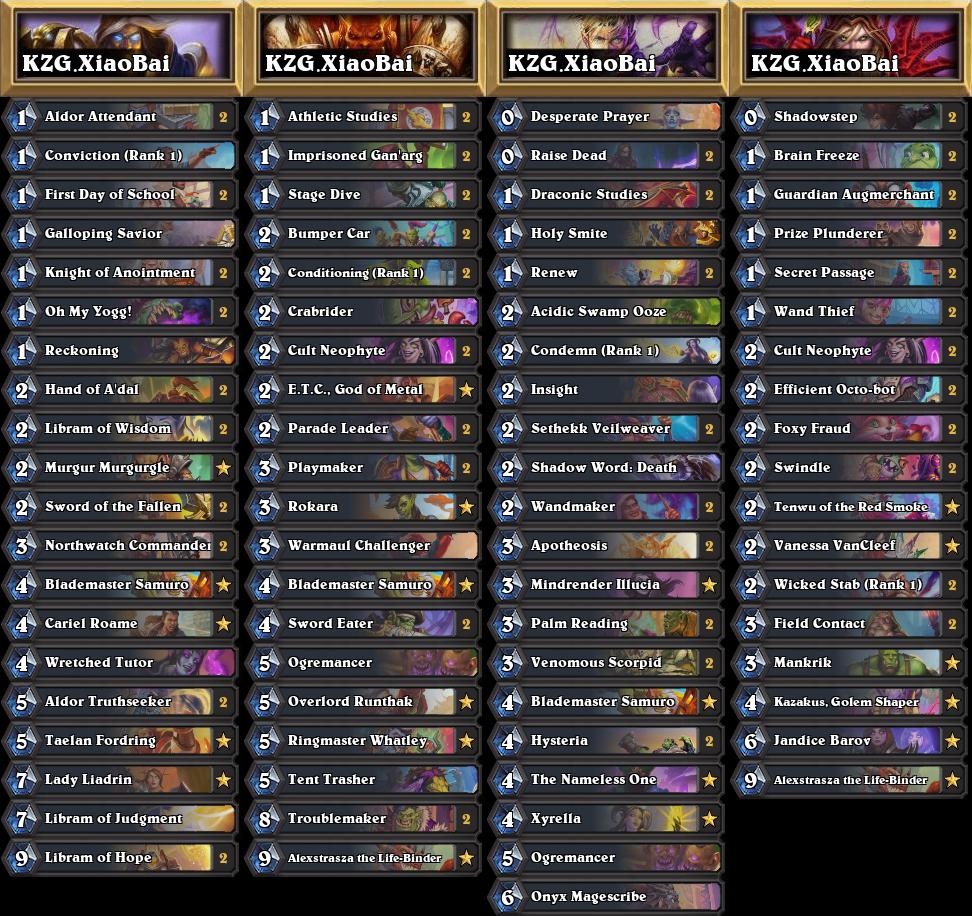 KZG.XiaoBai
1 Aldor Attendant 2
1 Conviction (Rank 1)
1 First Day of School 2
1 Galloping Savior
1 Knight of Anointment 2
1 Oh My Yogg! 2
1 Reckoning
2 Hand of A'dal 2
2 Libram of Wisdom 2
2 Murgur Murgurgle
2 Sword of the Fallen 2
3 Northwatch Commander 2
4 Blademaster Samuro
4 Cariel Roame
4 Wretched Tutor
5 Aldor Truthseeker 2
5 Taelan Fordring
7 Lady Liadrin
7 Libram of Judgment
9 Libram of Hope 2
KZG.XiaoBai
1 Athletic Studies 2
1 Imprisoned Gan'arg 2
1 Stage Dive 2
2 Bumper Car 2
2 Conditioning (Rank 1) 2
2 Crabrider
2 Cult Neophyte 2
2 E.T.C., God of Metal
2 Parade Leader 2
3 Playmaker 2
3 Rokara
3 Warmaul Challenger
4 Blademaster Samuro
4 Sword Eater 2
5 Ogremancer
5 Overlord Runthak
5 Ringmaster Whatley
5 Tent Trasher
8 Troublemaker 2
9 Alexstrasza the Life-Binder
KZG.XiaoBai
0 Desperate Prayer
0 Raise Dead 2
1 Draconic Studies 2
1 Holy Smite
1 Renew 2
2 Acidic Swamp Ooze
2 Condemn (Rank 1)
2 Insight
2 Sethekk Veilweaver 2
2 Shadow Word: Death
2 Wandmaker 2
3 Apotheosis 2
3 Mindrender Illucia
3 Palm Reading 2
3 Venomous Scorpid 2
4 Blademaster Samuro
4 Hysteria 2
4 The Nameless One
4 Xyrella
5 Ogremancer
6 Onyx Magescribe
KZG.XiaoBai
0 Shadowstep 2
1 Brain Freeze 2
1 Guardian Augmerchant 2
1 Prize Plunderer 2
1 Secret Passage 2
1 Wand Thief 2
2 Cult Neophyte 2
2 Efficient Octo-bot 2
2 Foxy Fraud 2
2 Swindle 2
2 Tenwu of the Red Smoke
2 Vanessa VanCleef
2 Wicked Stab (Rank 1) 2
3 Field Contact 2
3 Mankrik
4 Kazakus, Golem Shaper
6 Jandice Barov
9 Alexstrasza the Life-Binder